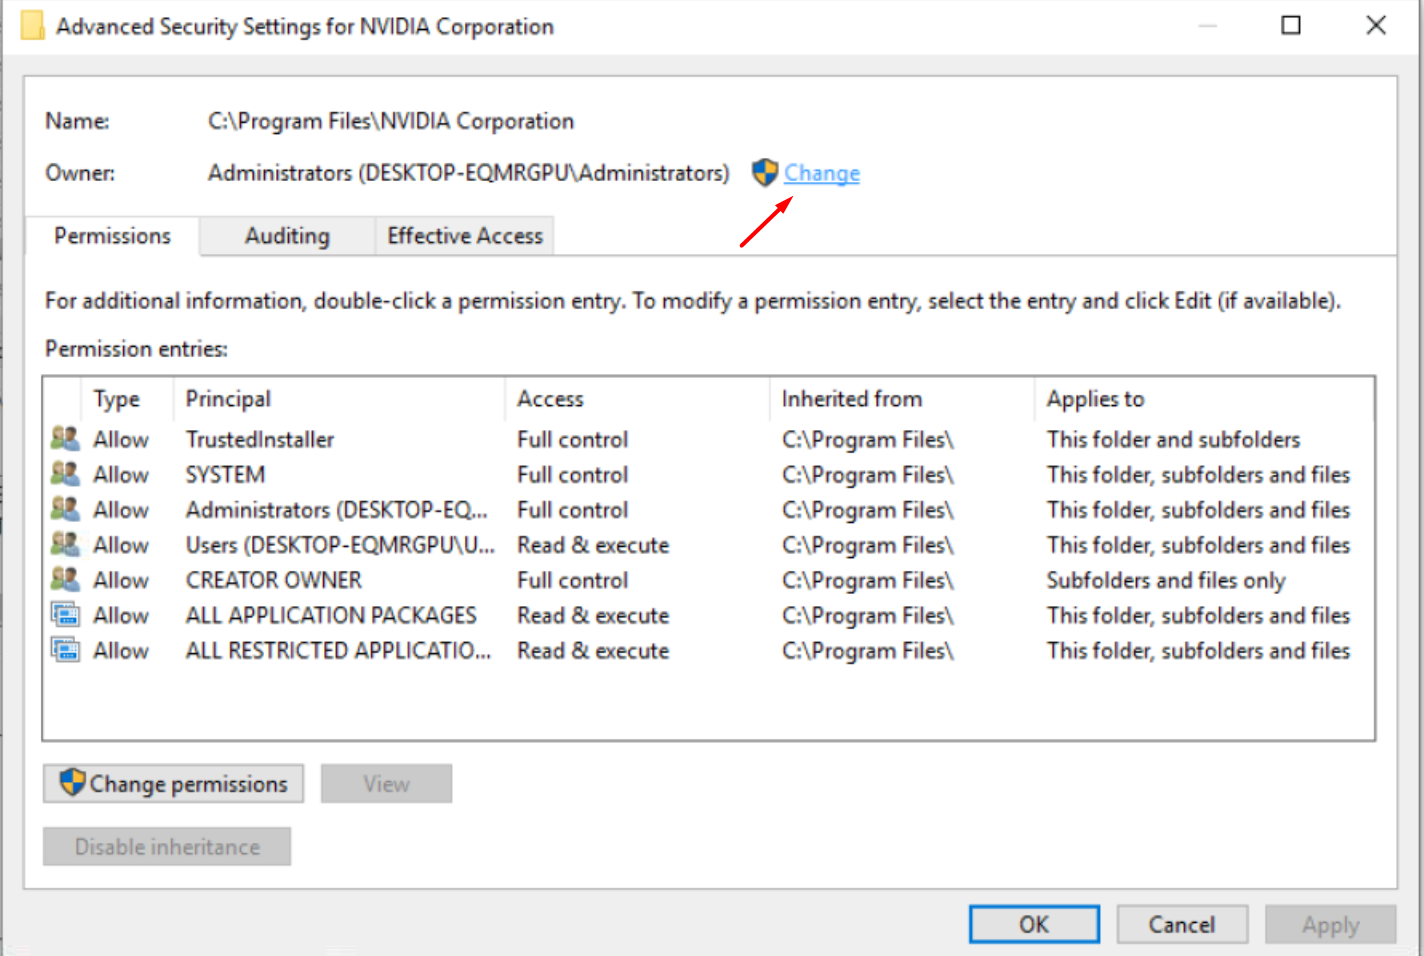 Advanced Security Settings for NVIDIA Corporation
Name: C:\Program Files\NVIDIA Corporation
Owner: Administrators (DESKTOP-EQMRGPU\Administrators) Change
Permissions Auditing Effective Access
For additional information, double-click a permission entry. To modify a permission entry, select the entry and click Edit (if available).
Permission entries:
Type Principal Access Inherited from Applies to
Allow TrustedInstaller Full control C:\Program Files\ This folder and subfolders
Allow SYSTEM Full control C:\Program Files\ This folder, subfolders and files
Allow Administrators (DESKTOP-EQ... Full control C:\Program Files\ This folder, subfolders and files
Allow Users (DESKTOP-EQMRGPU\U... Read & execute C:\Program Files\ This folder, subfolders and files
Allow CREATOR OWNER Full control C:\Program Files\ Subfolders and files only
Allow ALL APPLICATION PACKAGES Read & execute C:\Program Files\ This folder, subfolders and files
Allow ALL RESTRICTED APPLICATIO... Read & execute C:\Program Files\ This folder, subfolders and files
Change permissions View
Disable inheritance
OK Cancel Apply